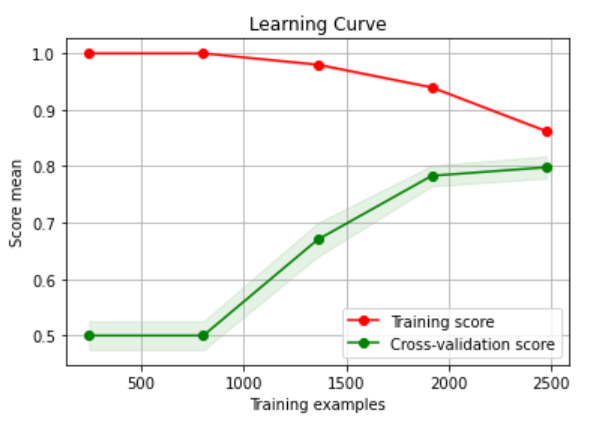 Learning Curve
1.0
0.9
0.8
0.7
0.6
0.5
Score mean
Training score
Cross-validation score
500 1000 1500 2000 2500
Training examples